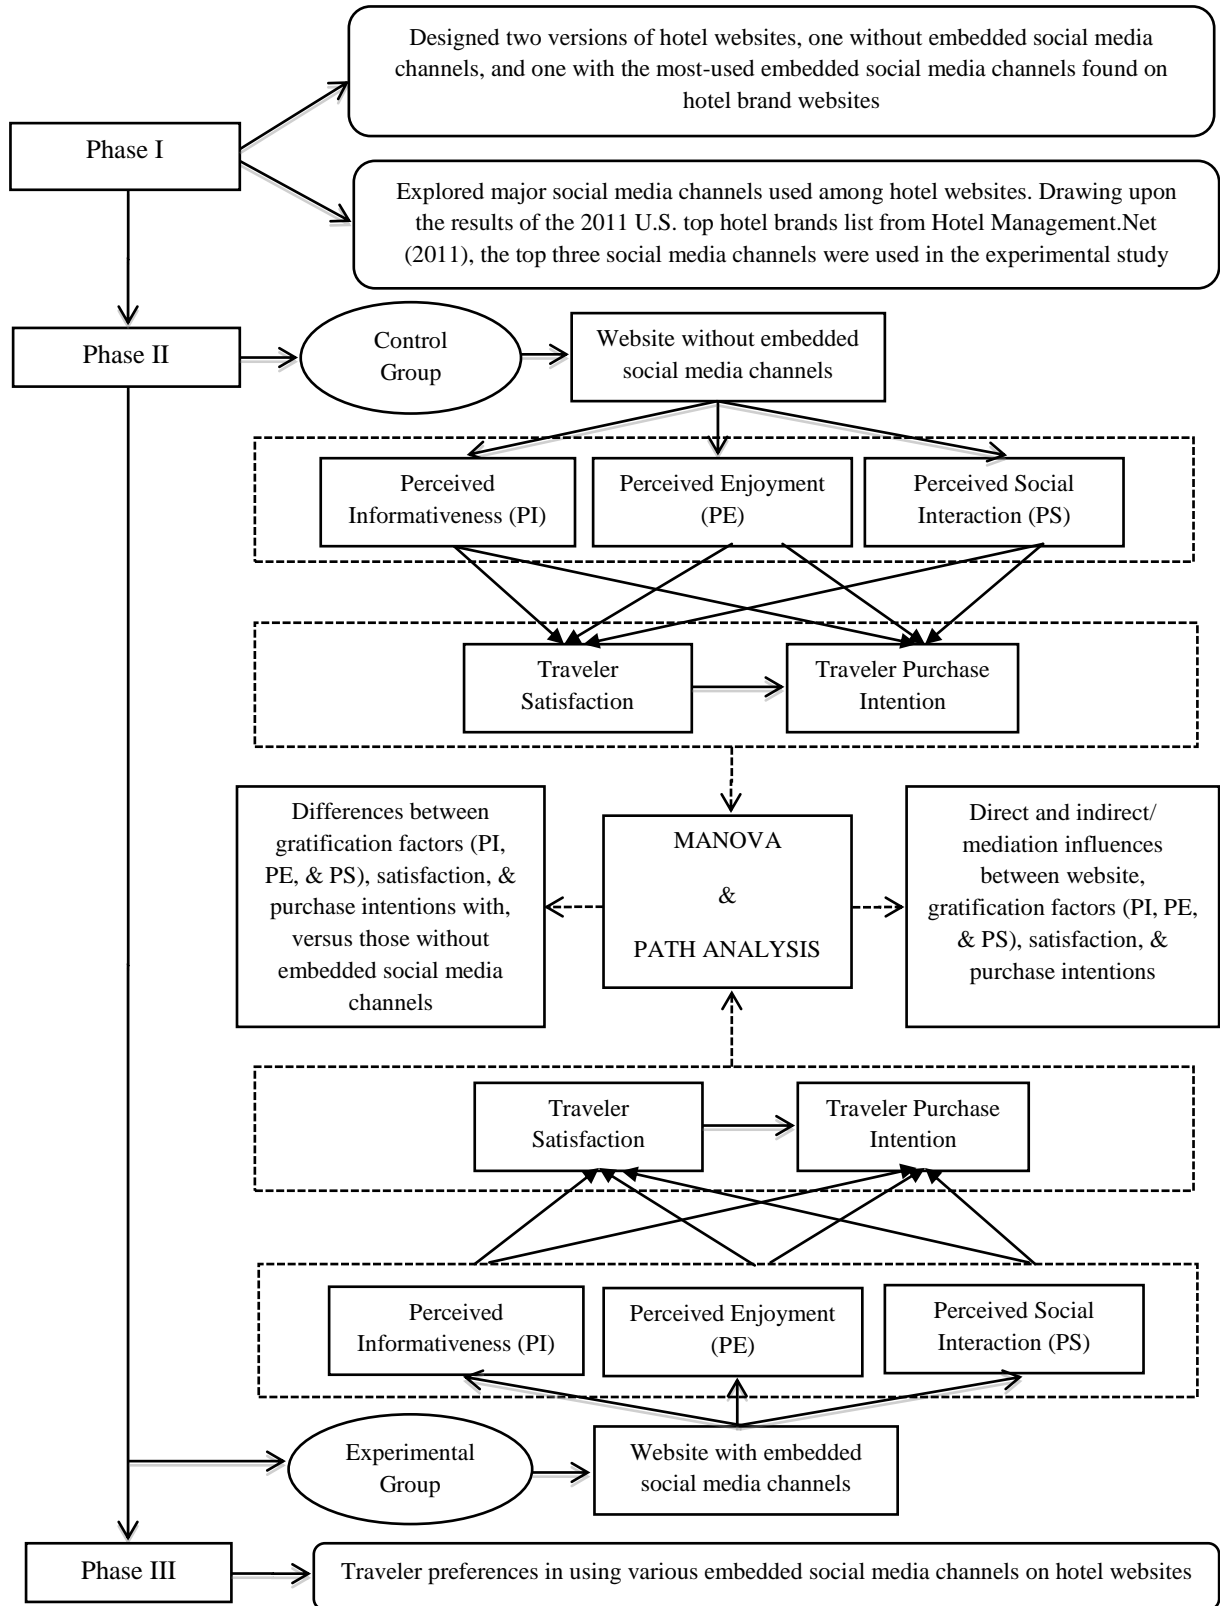 Designed two versions of hotel websites, one without embedded social media
channels, and one with the most-used embedded social media channels found on
hotel brand websites
Phase I
Explored major social media channels used among hotel websites. Drawing upon
the results of the 2011 U.S. top hotel brands list from Hotel Management.Net
(2011), the top three social media channels were used in the experimental study
Phase II
Control
Group
Website without embedded
social media channels
Perceived
Informativeness (PI)
Perceived Enjoyment
(PE)
Perceived Social
Interaction (PS)
Traveler
Satisfaction
Traveler Purchase
Intention
Differences between
gratification factors (PI,
PE, & PS), satisfaction, &
purchase intentions with,
versus those without
embedded social media
channels
MANOVA
&
PATH ANALYSIS
Direct and indirect/
mediation influences
between website,
gratification factors (PI, PE,
& PS), satisfaction, &
purchase intentions
Traveler
Satisfaction
Traveler Purchase
Intention
Perceived
Informativeness (PI)
Perceived Enjoyment
(PE)
Perceived Social
Interaction (PS)
Experimental
Group
Website with embedded
social media channels
Phase III
Traveler preferences in using various embedded social media channels on hotel websites